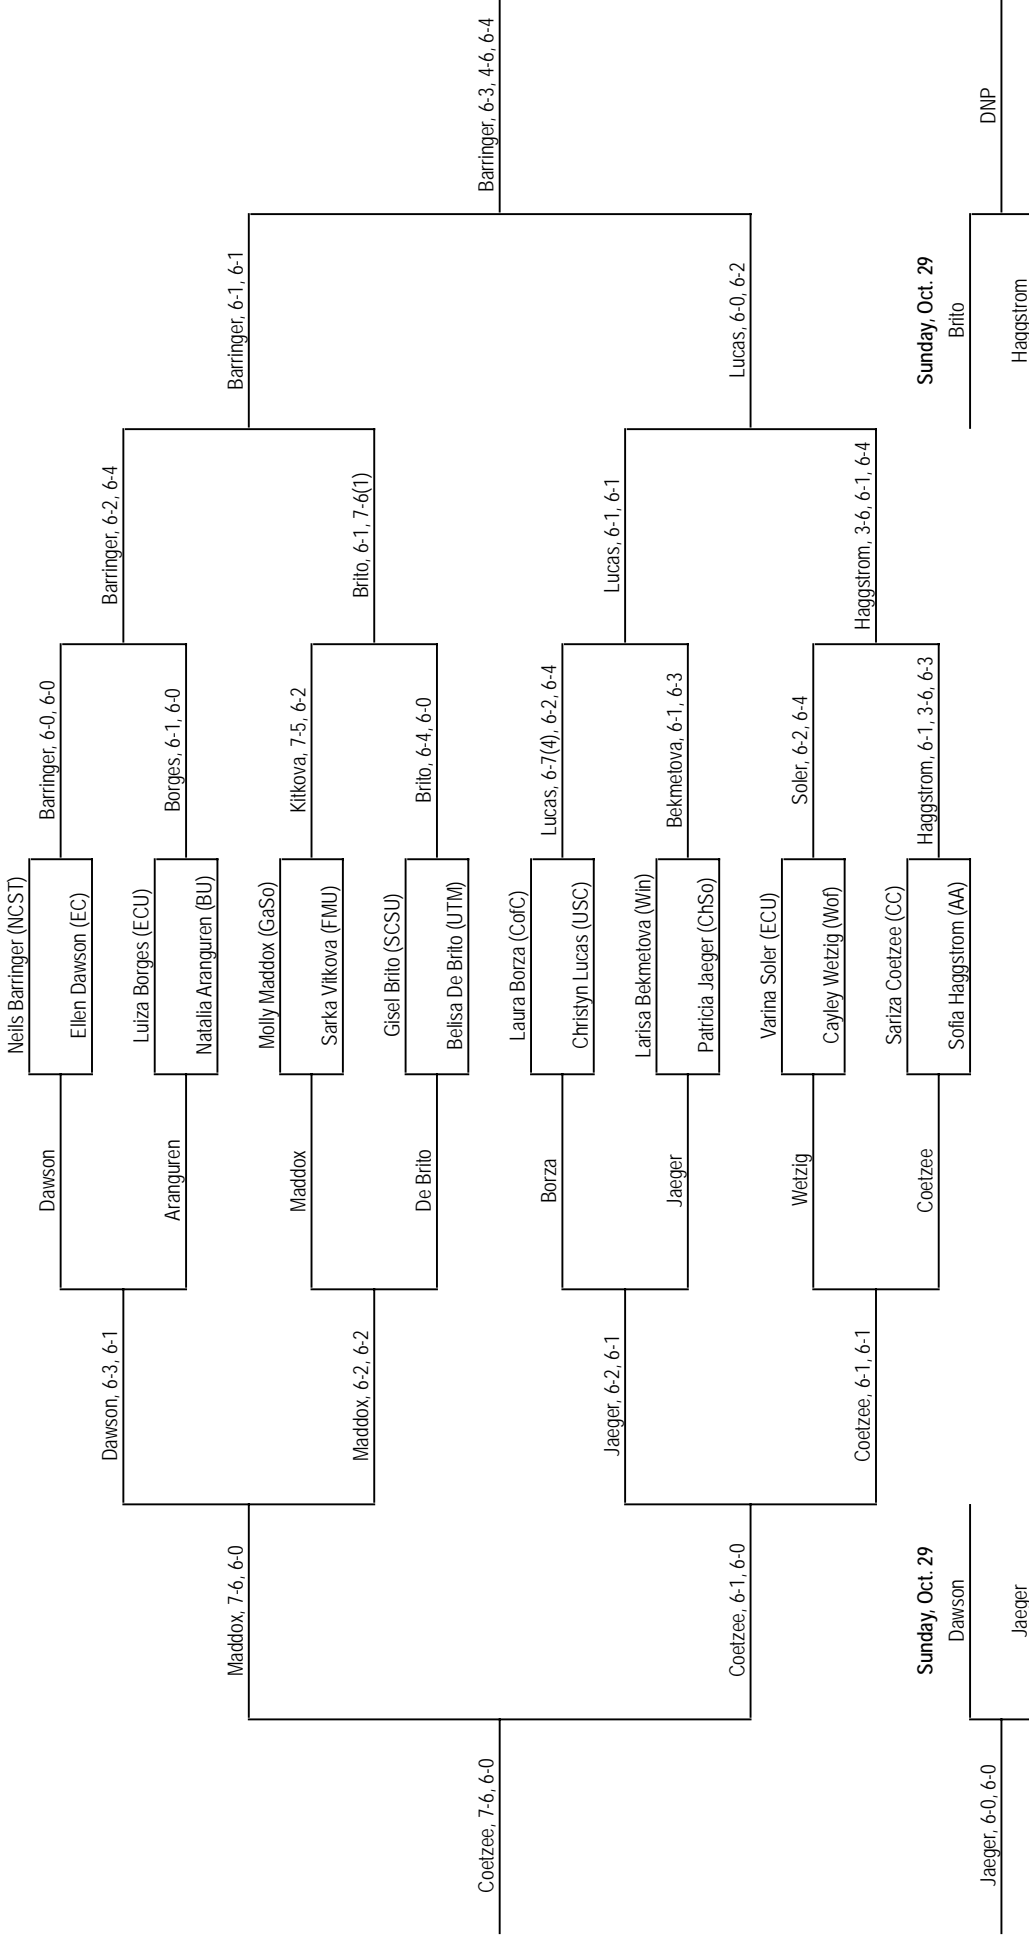 Neils Barringer (NCST)
Barringer, 6-0, 6-0
Dawson
Ellen Dawson (EC)
Barringer, 6-2, 6-4
Dawson, 6-3, 6-1
Luiza Borges (ECU)
Borges, 6-1, 6-0
Aranguren
Natalia Aranguren (BU)
Barringer, 6-1, 6-1
Maddox, 7-6, 6-0
Molly Maddox (GaSo)
Kitkova, 7-5, 6-2
Maddox
Sarka Vitkova (FMU)
Brito, 6-1, 7-6(1)
Maddox, 6-2, 6-2
Gisel Brito (SCSU)
Brito, 6-4, 6-0
De Brito
Belisa De Brito (UTM)
Barringer, 6-3, 4-6, 6-4
Coetzee, 7-6, 6-0
Laura Borza (CofC)
Lucas, 6-7(4), 6-2, 6-4
Borza
Christyn Lucas (USC)
Lucas, 6-1, 6-1
Jaeger, 6-2, 6-1
Larisa Bekmetova (Win)
Bekmetova, 6-1, 6-3
Jaeger
Patricia Jaeger (ChSo)
Lucas, 6-0, 6-2
Coetzee, 6-1, 6-0
Varina Soler (ECU)
Soler, 6-2, 6-4
Wetzig
Cayley Wetzig (Wof)
Haggstrom, 3-6, 6-1, 6-4
Coetzee, 6-1, 6-1
Sariza Coetzee (CC)
Haggstrom, 6-1, 3-6, 6-3
Coetzee
Sofia Haggstrom (AA)
Sunday, Oct. 29
Sunday, Oct. 29
Dawson
Brito
Jaeger, 6-0, 6-0
DNP
Jaeger
Haggstrom